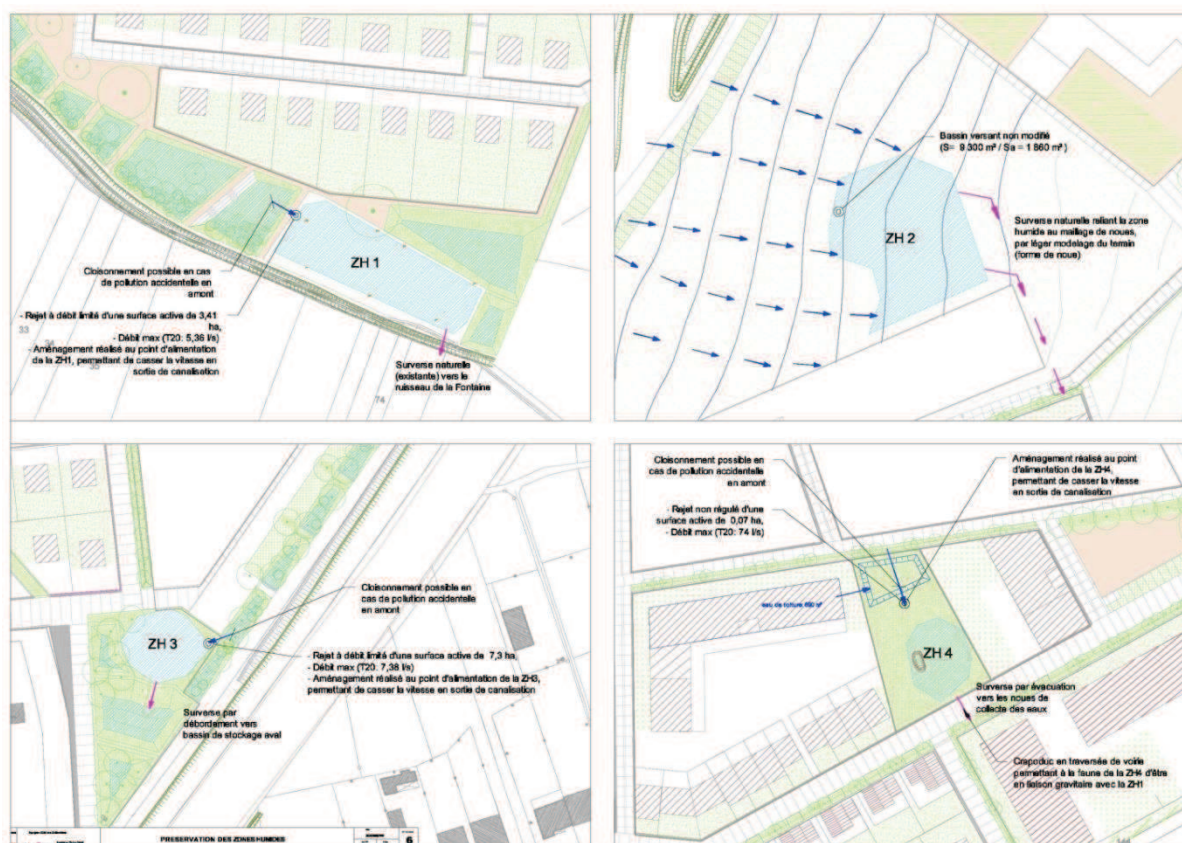 ZH 1
Cloisonnement possible en cas
de pollution accidentelle en
amont
- Rejet à débit limité d'une surface active de 3,41
ha,
- Débit max (T20: 5,36 l/s)
- Aménagement réalisé au point d'alimentation
de la ZH1, permettant de casser la vitesse en
sortie de canalisation
33
74
Surverse naturelle
(existante) vers le
ruisseau de la Fontaine
Bassin versant non modifié
(S= 9 300 m² / Sa = 1 860 m²)
ZH 2
Surverse naturelle reliant la zone
humide au maillage de noues,
par léger modelage du terrain
(forme de noue)
Cloisonnement possible en
cas de pollution accidentelle
en amont
ZH 3
- Rejet à débit limité d'une surface active de 7,3 ha,
- Débit max (T20: 7,38 l/s)
- Aménagement réalisé au point d'alimentation de la ZH3,
permettant de casser la vitesse en sortie de canalisation
Surverse par
débordement vers
bassin de stockage aval
PRESERVATION DES ZONES HUMIDES
6
Cloisonnement possible en
cas de pollution accidentelle
en amont
- Rejet non régulé d'une
surface active de 0,07 ha,
- Débit max (T20: 74 l/s)
Aménagement réalisé au point
d'alimentation de la ZH4,
permettant de casser la vitesse
en sortie de canalisation
eau de toiture
ZH 4
Surverse par évacuation
vers les noues de
collecte des eaux
Crapoduc en traversée de voirie
permettant à la faune de la ZH4 d'être
en liaison gravitaire avec la ZH1